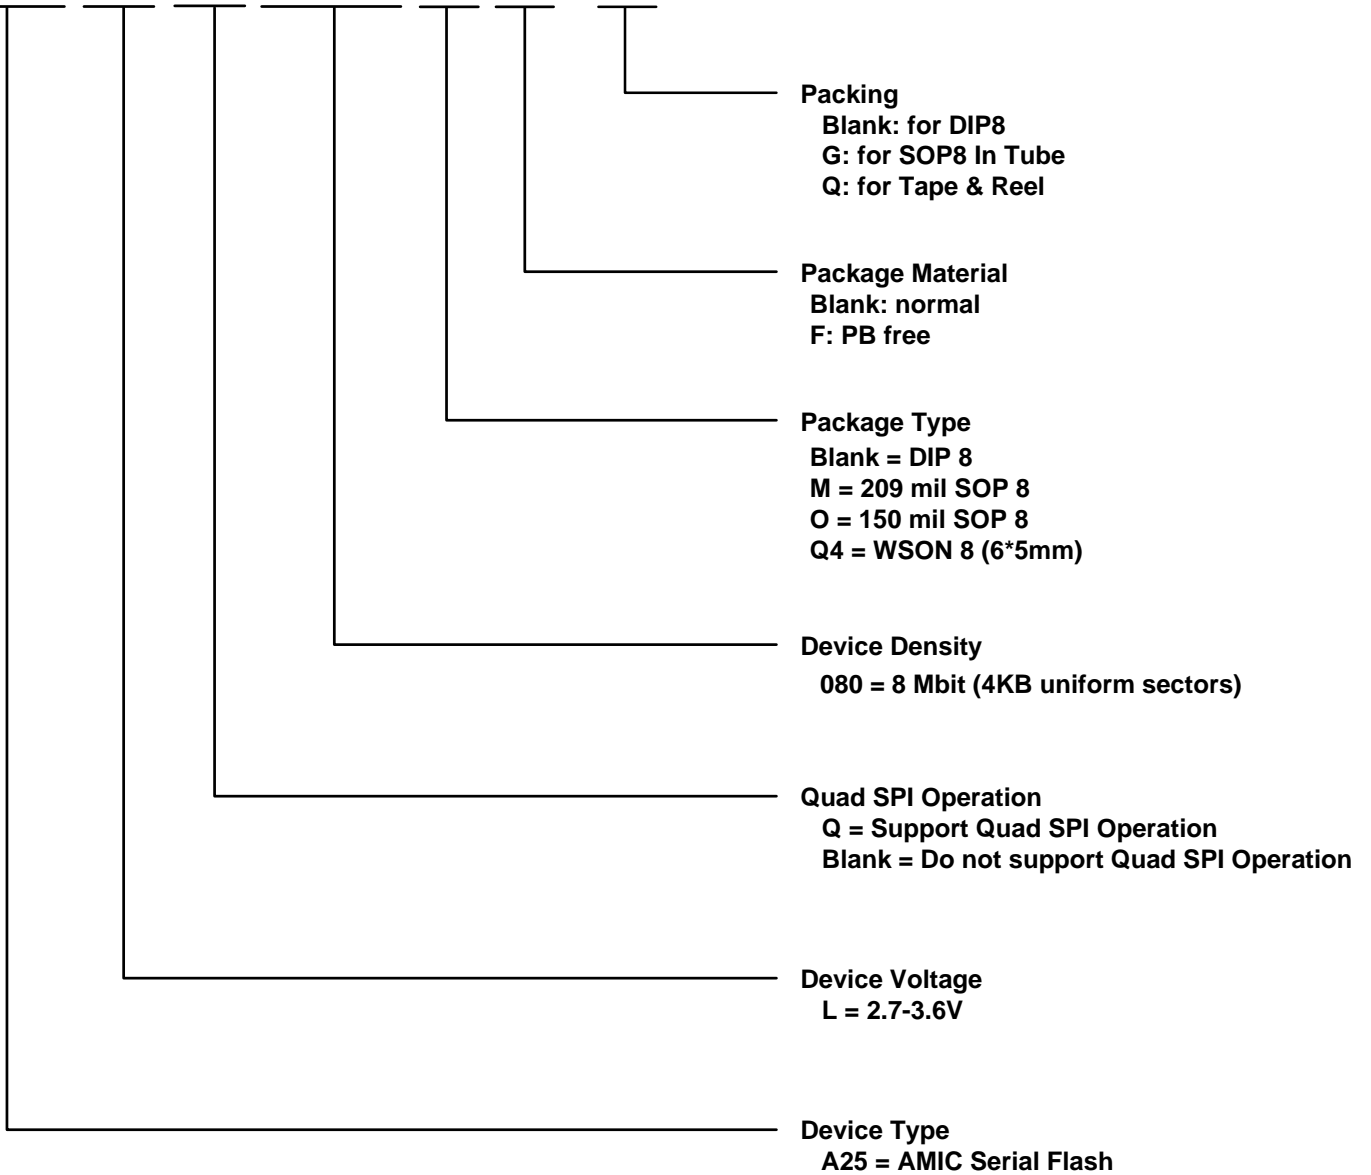 Packing
Blank: for DIP8
G: for SOP8 In Tube
Q: for Tape & Reel
Package Material
Blank: normal
F: PB free
Package Type
Blank = DIP 8
M = 209 mil SOP 8
O = 150 mil SOP 8
Q4 = WSON 8 (6*5mm)
Device Density
080 = 8 Mbit (4KB uniform sectors)
Quad SPI Operation
Q = Support Quad SPI Operation
Blank = Do not support Quad SPI Operation
Device Voltage
L = 2.7-3.6V
Device Type
A25 = AMIC Serial Flash